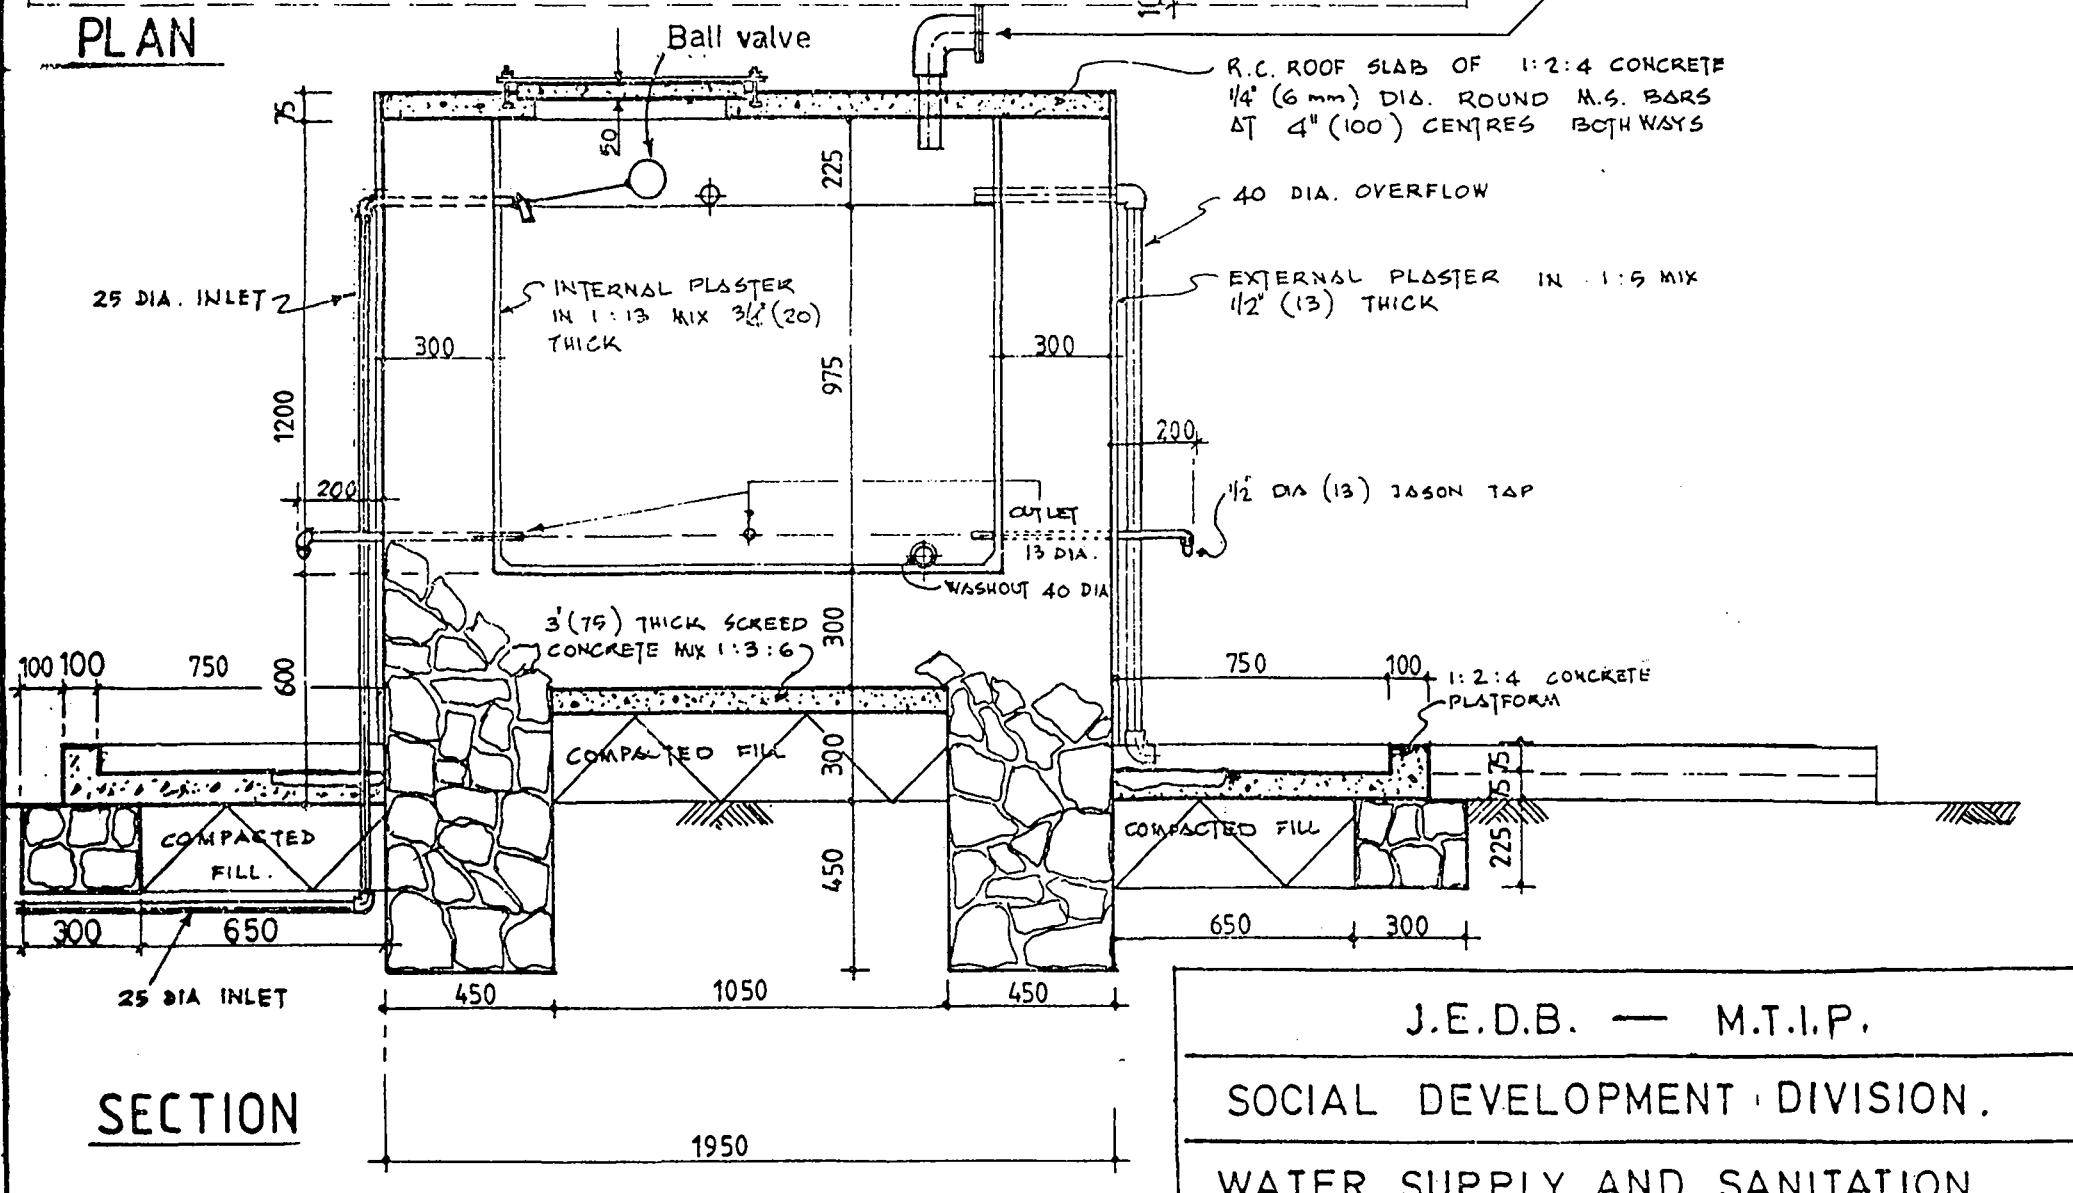 PLAN
Ball valve
R.C. ROOF SLAB OF 1:2:4 CONCRETE
1/4" (6 mm) DIA. ROUND M.S. BARS
AT 4" (100) CENTRES BOTH WAYS
75
50
225
40 DIA. OVERFLOW
25 DIA. INLET
INTERNAL PLASTER
IN 1:13 MIX 3/4" (20)
THICK
EXTERNAL PLASTER IN 1:5 MIX
1/2" (13) THICK
300
300
975
1200
200
200
1/2" DIA (13) JASON TAP
OUTLET
13 DIA.
WASHOUT 40 DIA
3" (75) THICK SCREED
CONCRETE MIX 1:3:6
300
600
100 100 750
750 100
1:2:4 CONCRETE
PLATFORM
COMPACTED FILL
300
75
75
225
COMPACTED
FILL.
COMPACTED FILL
450
300 650
650 300
25 DIA INLET
450 1050 450
1950
SECTION
J.E.D.B. — M.T.I.P.
SOCIAL DEVELOPMENT DIVISION.
WATER SUPPLY AND SANITATION